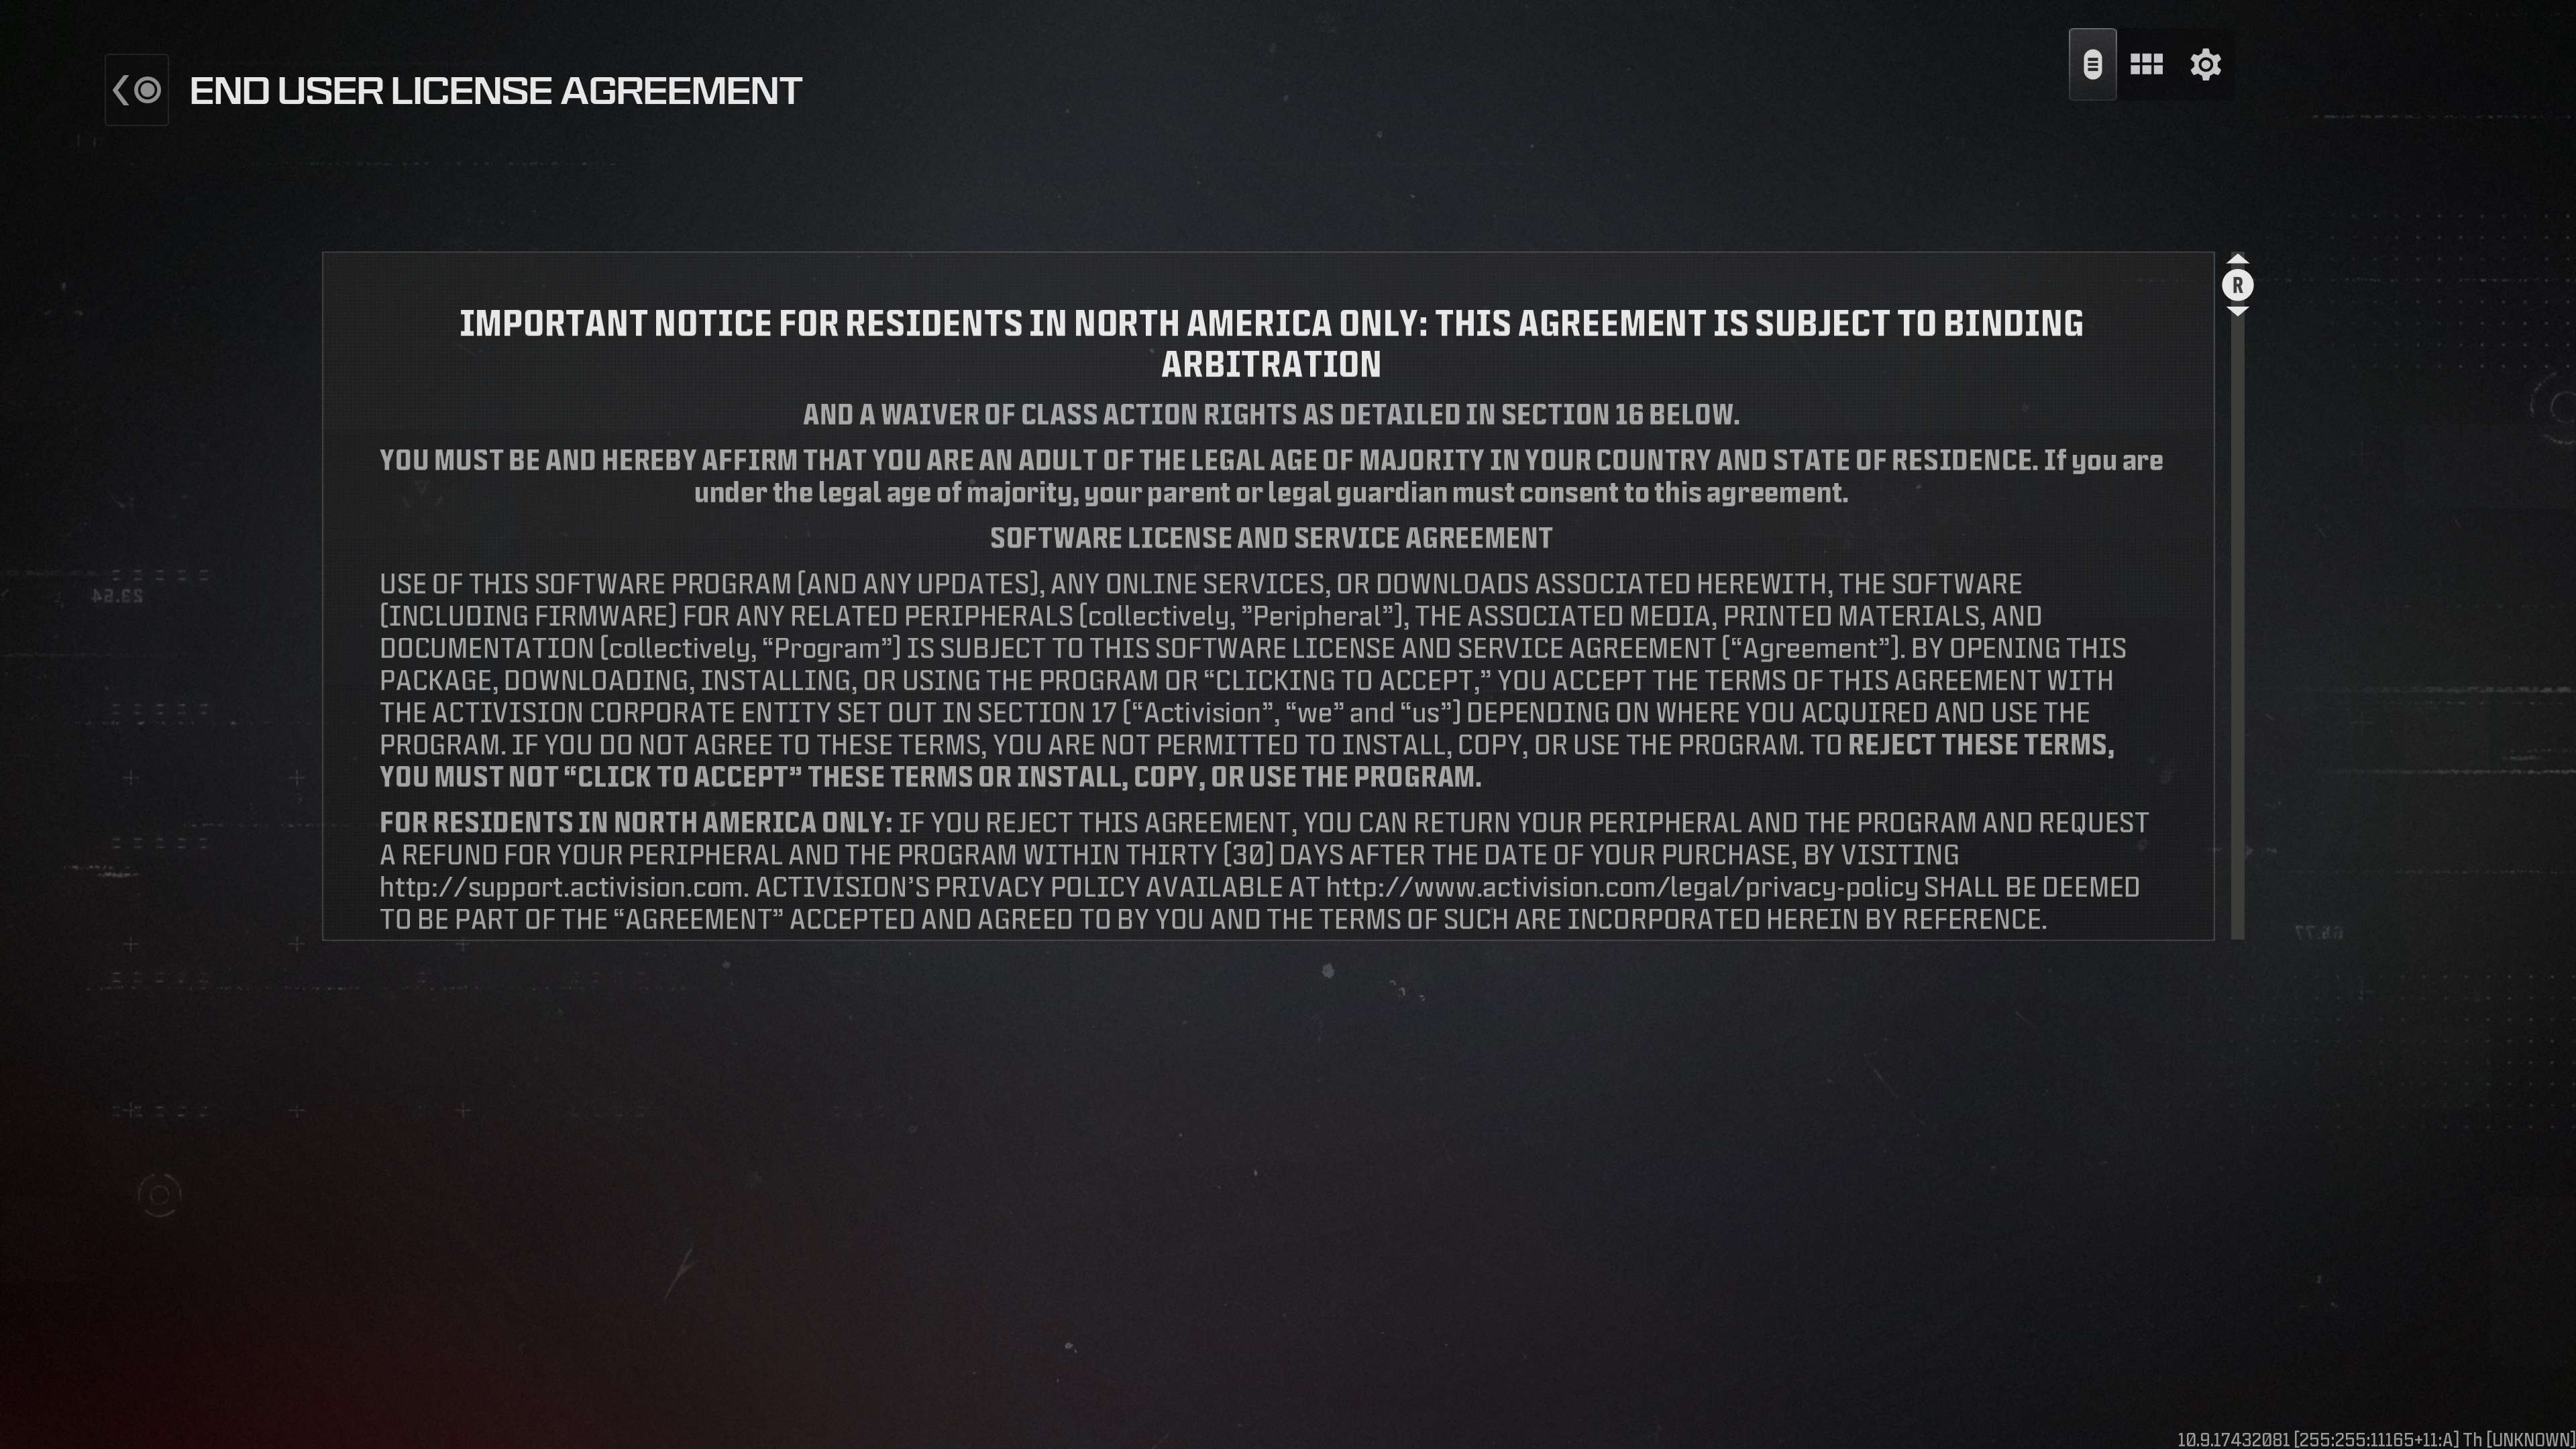 END USER LICENSE AGREEMENT
R
IMPORTANT NOTICE FOR RESIDENTS IN NORTH AMERICA ONLY: THIS AGREEMENT IS SUBJECT TO BINDING
ARBITRATION
AND A WAIVER OF CLASS ACTION RIGHTS AS DETAILED IN SECTION 16 BELOW.
YOU MUST BE AND HEREBY AFFIRM THAT YOU ARE AN ADULT OF THE LEGAL AGE OF MAJORITY IN YOUR COUNTRY AND STATE OF RESIDENCE. If you are
under the legal age of majority, your parent or legal guardian must consent to this agreement.
SOFTWARE LICENSE AND SERVICE AGREEMENT
USE OF THIS SOFTWARE PROGRAM (AND ANY UPDATES), ANY ONLINE SERVICES, OR DOWNLOADS ASSOCIATED HEREWITH, THE SOFTWARE
(INCLUDING FIRMWARE) FOR ANY RELATED PERIPHERALS (collectively, ”Peripheral”), THE ASSOCIATED MEDIA, PRINTED MATERIALS, AND
DOCUMENTATION (collectively, “Program”) IS SUBJECT TO THIS SOFTWARE LICENSE AND SERVICE AGREEMENT (“Agreement”). BY OPENING THIS
PACKAGE, DOWNLOADING, INSTALLING, OR USING THE PROGRAM OR “CLICKING TO ACCEPT,” YOU ACCEPT THE TERMS OF THIS AGREEMENT WITH
THE ACTIVISION CORPORATE ENTITY SET OUT IN SECTION 17 (“Activision”, “we” and “us”) DEPENDING ON WHERE YOU ACQUIRED AND USE THE
PROGRAM. IF YOU DO NOT AGREE TO THESE TERMS, YOU ARE NOT PERMITTED TO INSTALL, COPY, OR USE THE PROGRAM. TO REJECT THESE TERMS,
YOU MUST NOT “CLICK TO ACCEPT” THESE TERMS OR INSTALL, COPY, OR USE THE PROGRAM.
FOR RESIDENTS IN NORTH AMERICA ONLY: IF YOU REJECT THIS AGREEMENT, YOU CAN RETURN YOUR PERIPHERAL AND THE PROGRAM AND REQUEST
A REFUND FOR YOUR PERIPHERAL AND THE PROGRAM WITHIN THIRTY (30) DAYS AFTER THE DATE OF YOUR PURCHASE, BY VISITING
http://support.activision.com. ACTIVISION’S PRIVACY POLICY AVAILABLE AT http://www.activision.com/legal/privacy-policy SHALL BE DEEMED
TO BE PART OF THE “AGREEMENT” ACCEPTED AND AGREED TO BY YOU AND THE TERMS OF SUCH ARE INCORPORATED HEREIN BY REFERENCE.
10.9.17432081 [255:255:11165+11:A] Th [UNKNOWN]